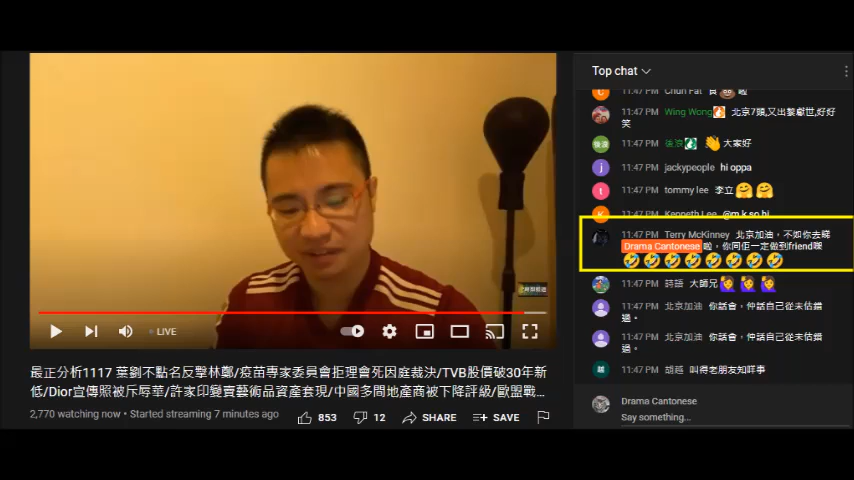 Top chat
11:47 PM Chun Fat 食💩啦
11:47 PM Wing Wong 北京7頭,又出黎獻世,好好
笑
11:47 PM 後浪 👋大家好
11:47 PM jackypeople hi oppa
11:47 PM tommy lee 李立🤗🤗
11:47 PM Kenneth Lee @m k so hi
11:47 PM Terry McKinney 北京加油,不如你去睇
Drama Cantonese 啦,你同佢一定做到friend㗎
🤣🤣🤣🤣🤣🤣🤣🤣
11:47 PM 詩語 大師兄🙋‍♀️🙋‍♀️🙋‍♀️
11:47 PM 北京加油 你話會,仲話自己從未估錯
過。
11:47 PM 北京加油 你話會,仲話自己從未估錯
過。
11:47 PM 胡越 叫得老朋友知咩事
Drama Cantonese
Say something...
LIVE
最正分析1117 葉劉不點名反擊林鄭/疫苗專家委員會拒理會死因庭裁決/TVB股價破30年新
低/Dior宣傳照被斥辱華/許家印變賣藝術品資產套現/中國多間地產商被下降評級/歐盟戰...
2,770 watching now • Started streaming 7 minutes ago
853
12
SHARE
SAVE